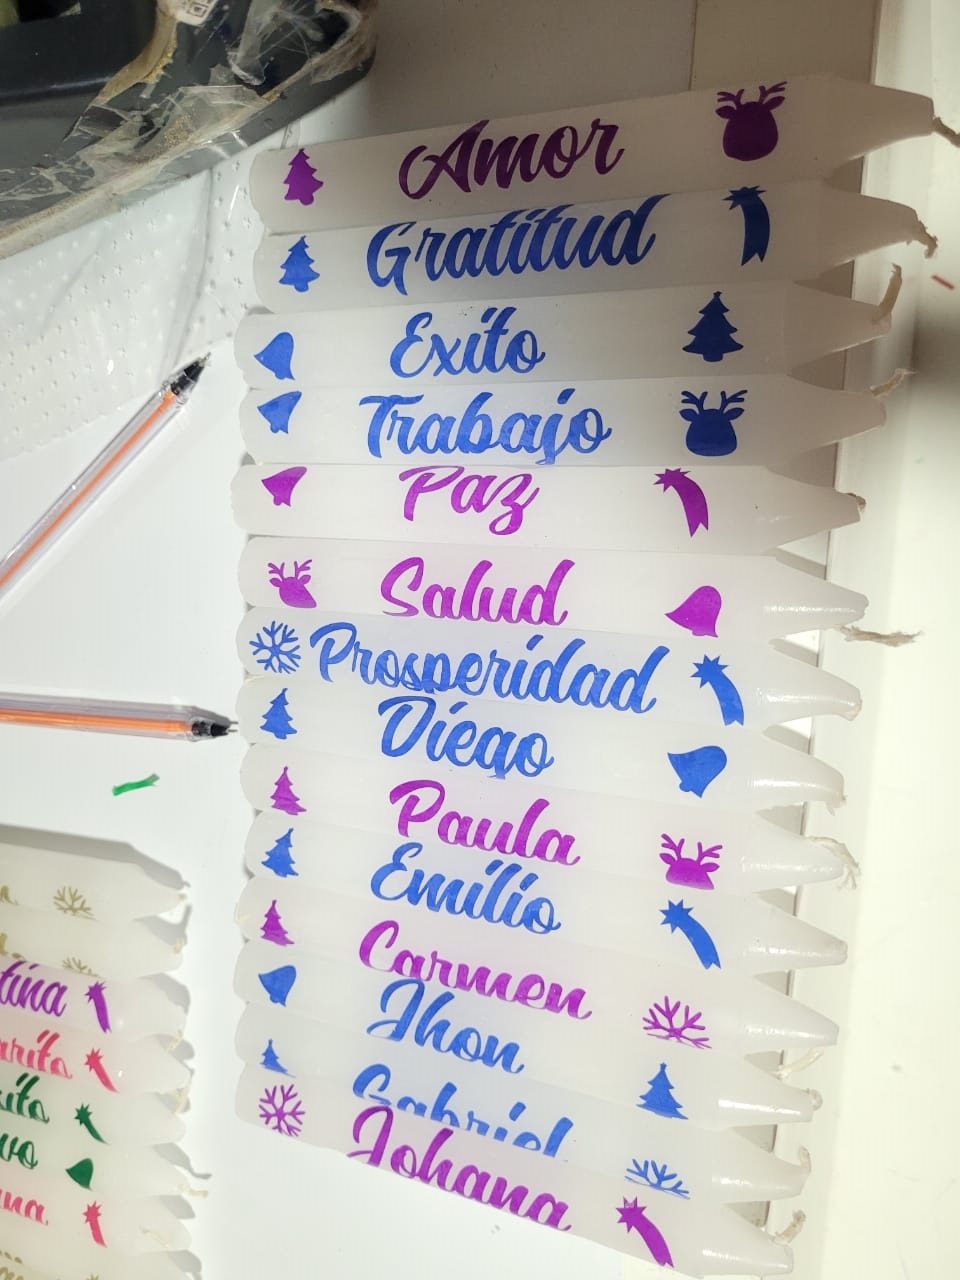 Amor
Gratitud
Exito
Trabajo
Paz
Salud
Prosperidad
Diego
Paula
Emilio
Carmen
Jhon
Gabriel
Johana